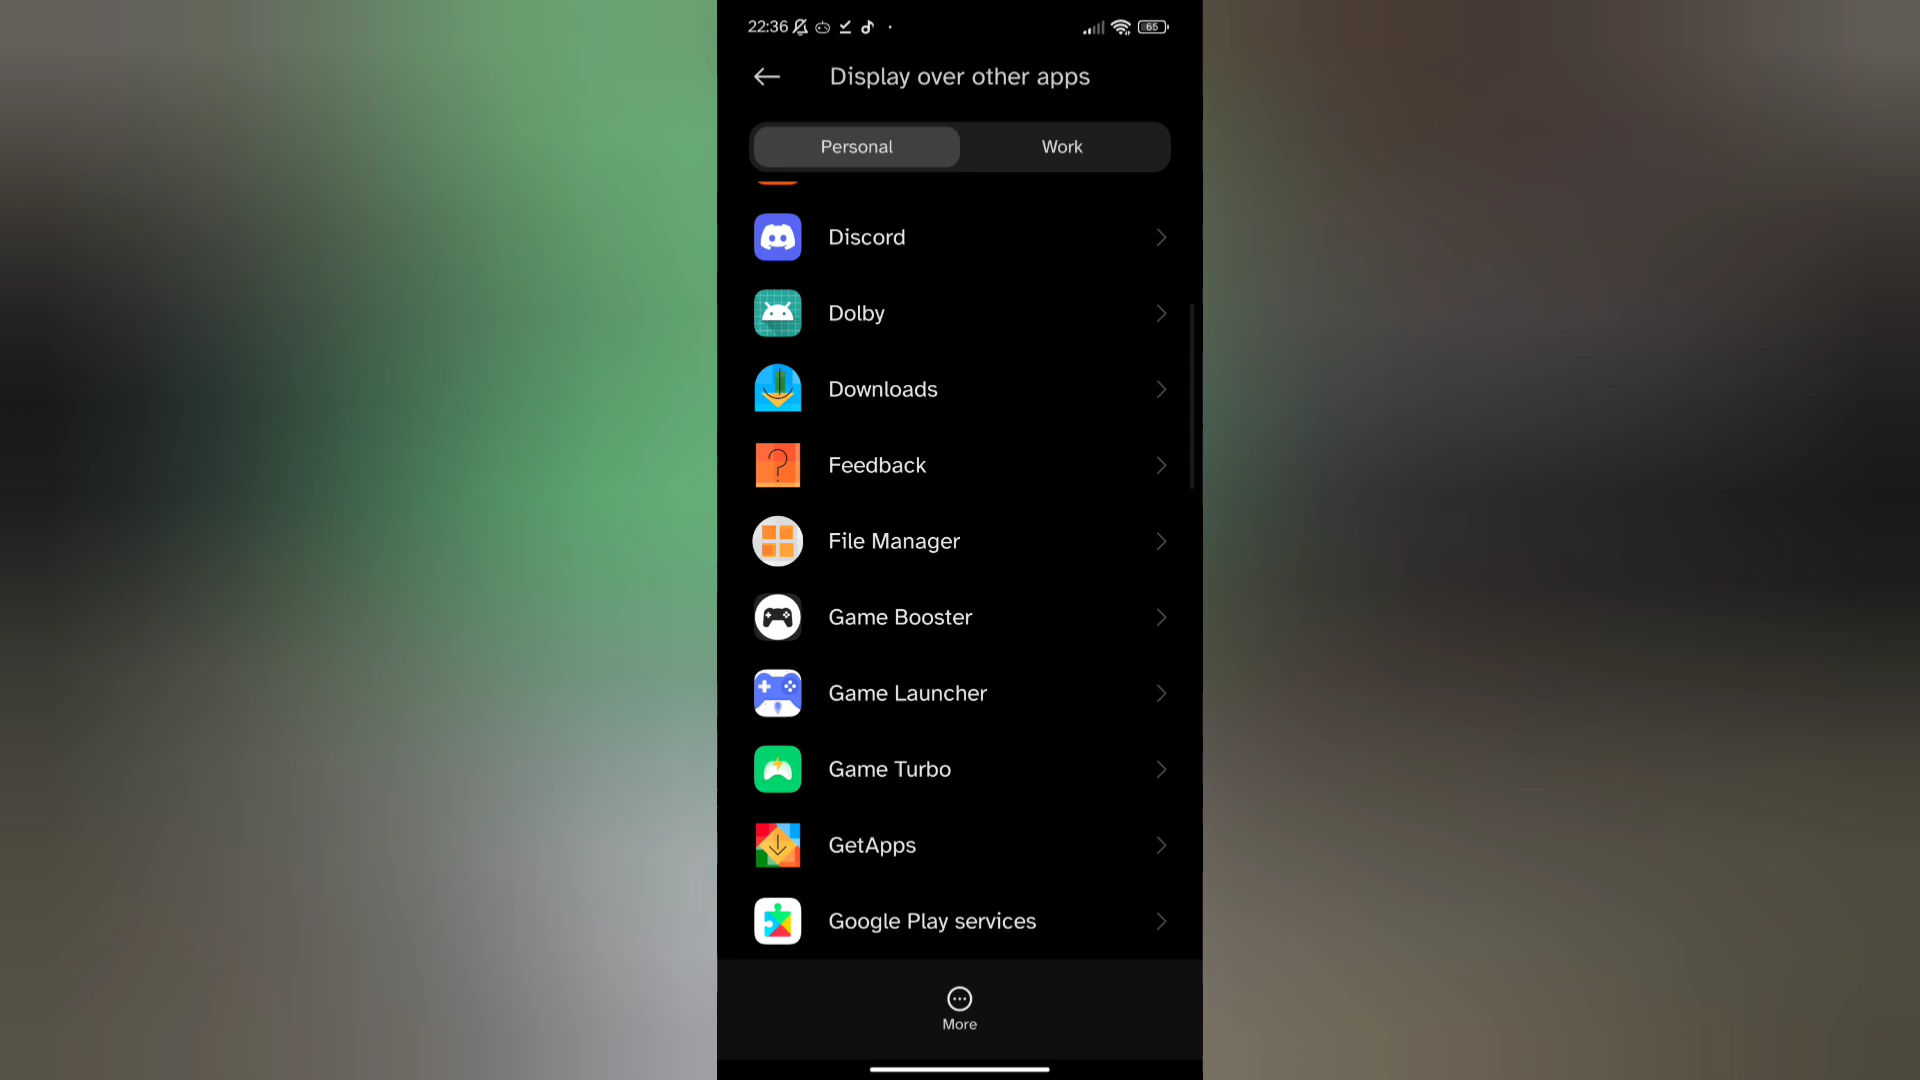 22:36
65
Display over other apps
Personal
Work
Discord
Dolby
Downloads
Feedback
File Manager
Game Booster
Game Launcher
Game Turbo
GetApps
Google Play services
More